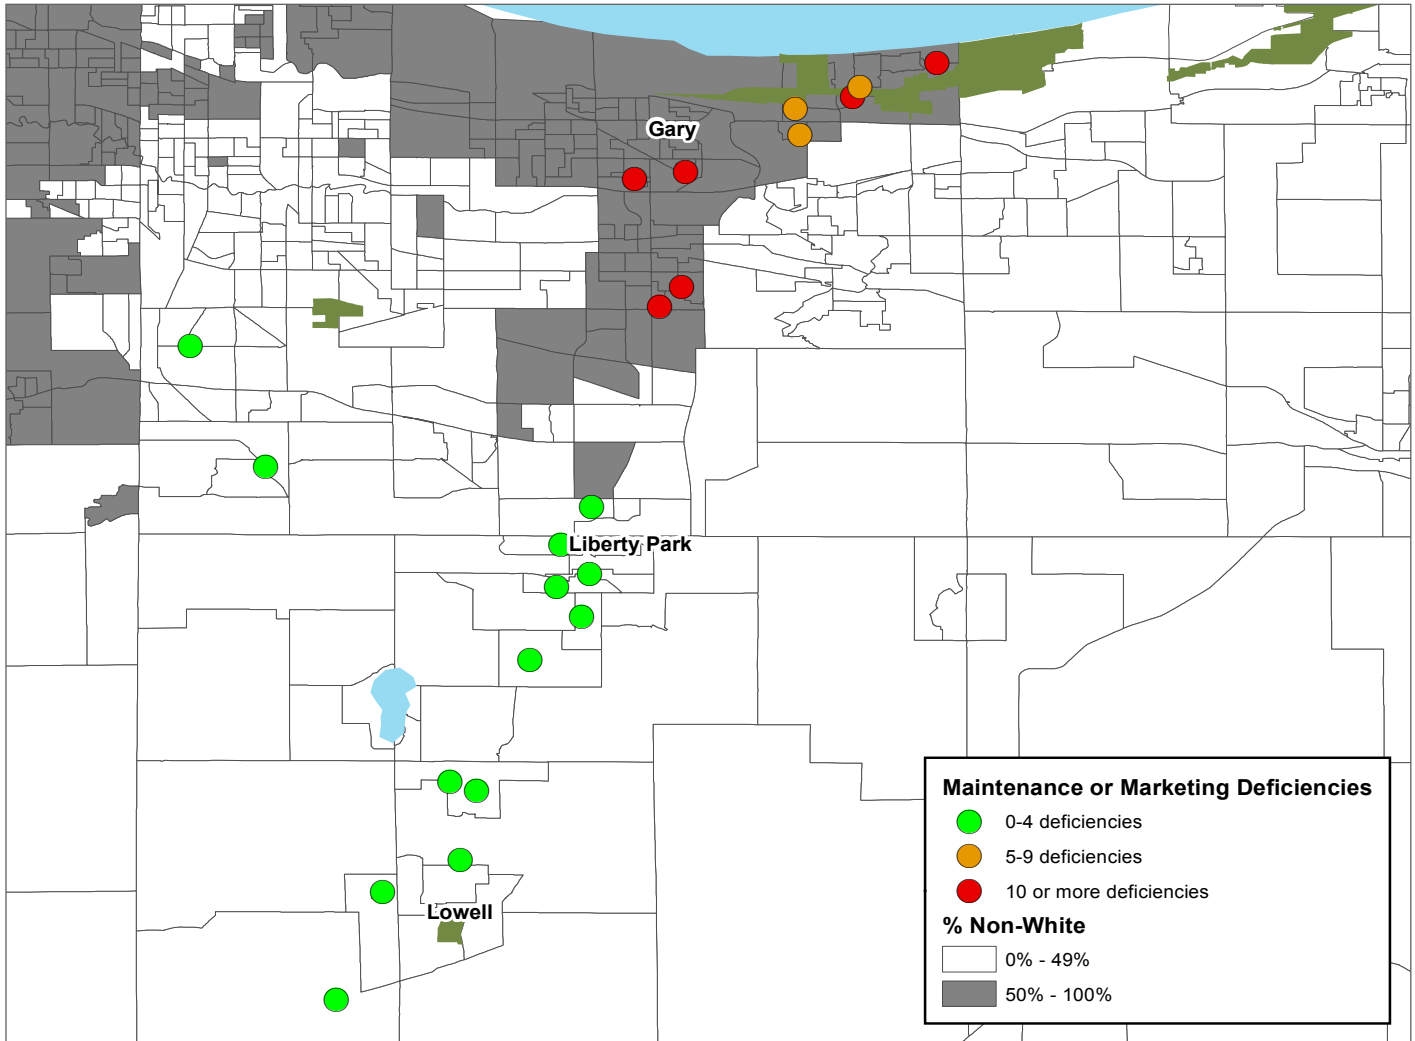 Gary
Liberty Park
Lowell
Maintenance or Marketing Deficiencies
0-4 deficiencies
5-9 deficiencies
10 or more deficiencies
% Non-White
0% - 49%
50% - 100%